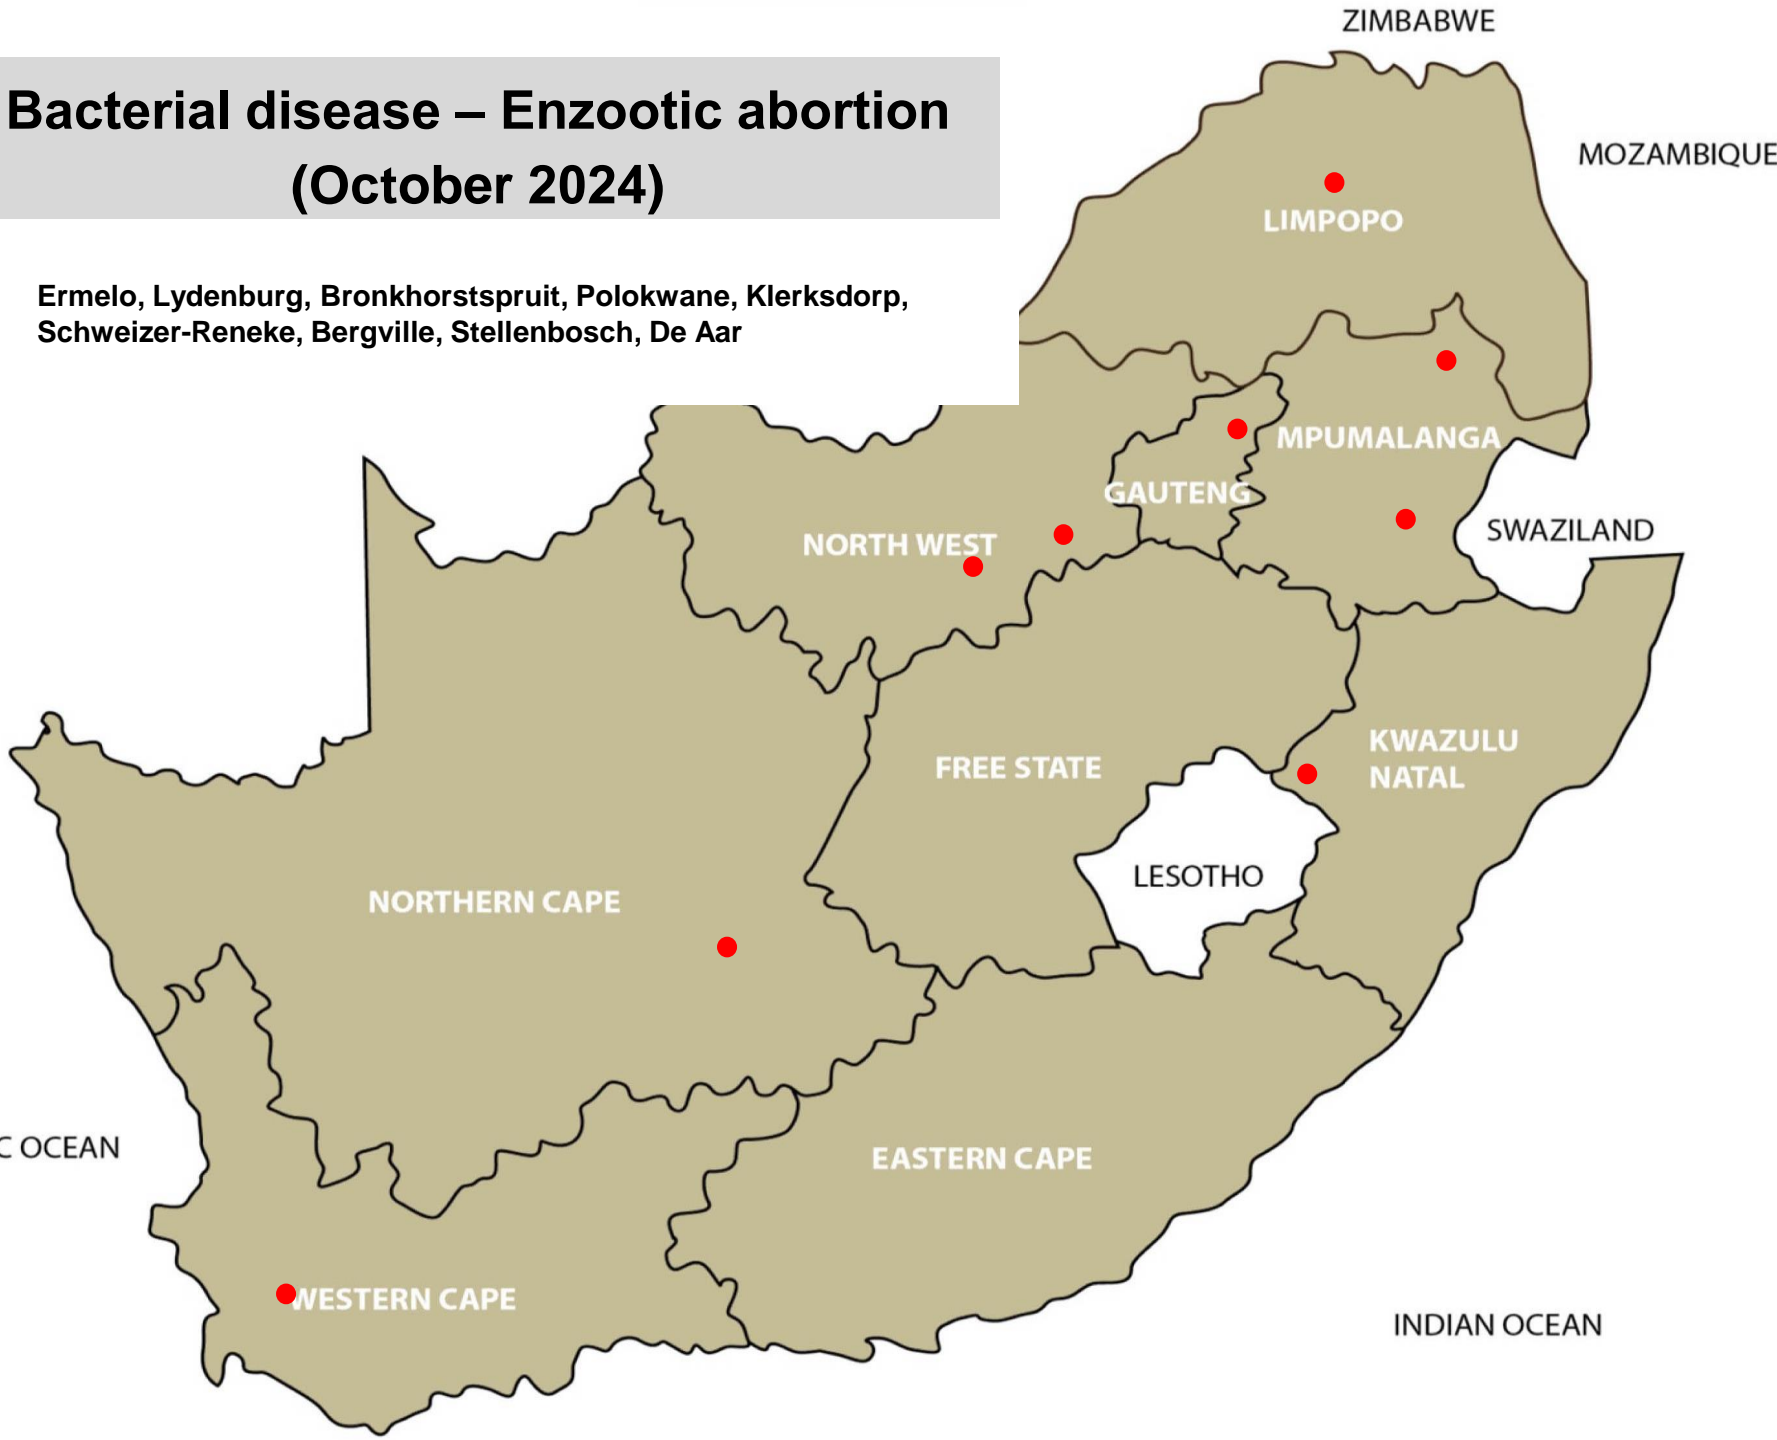 ZIMBABWE
Bacterial disease – Enzootic abortion
(October 2024)
MOZAMBIQUE
LIMPOPO
Ermelo, Lydenburg, Bronkhorstspruit, Polokwane, Klerksdorp,
Schweizer-Reneke, Bergville, Stellenbosch, De Aar
MPUMALANGA
GAUTENG
NORTH WEST
SWAZILAND
KWAZULU
NATAL
FREE STATE
LESOTHO
NORTHERN CAPE
C OCEAN
EASTERN CAPE
WESTERN CAPE
INDIAN OCEAN